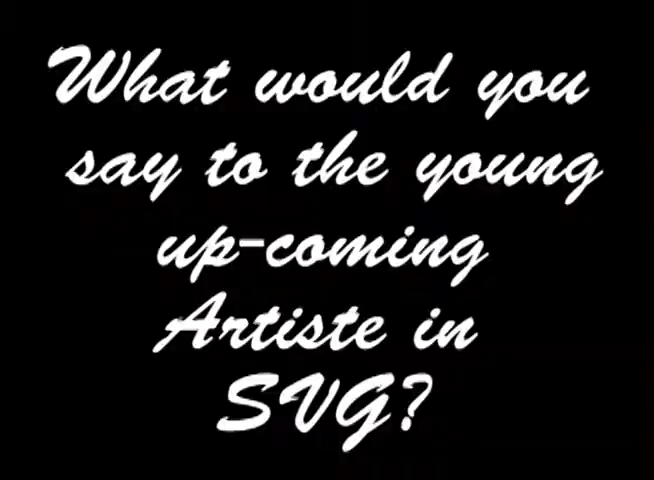 What would you
say to the young
up-coming
Artiste in
SVG?